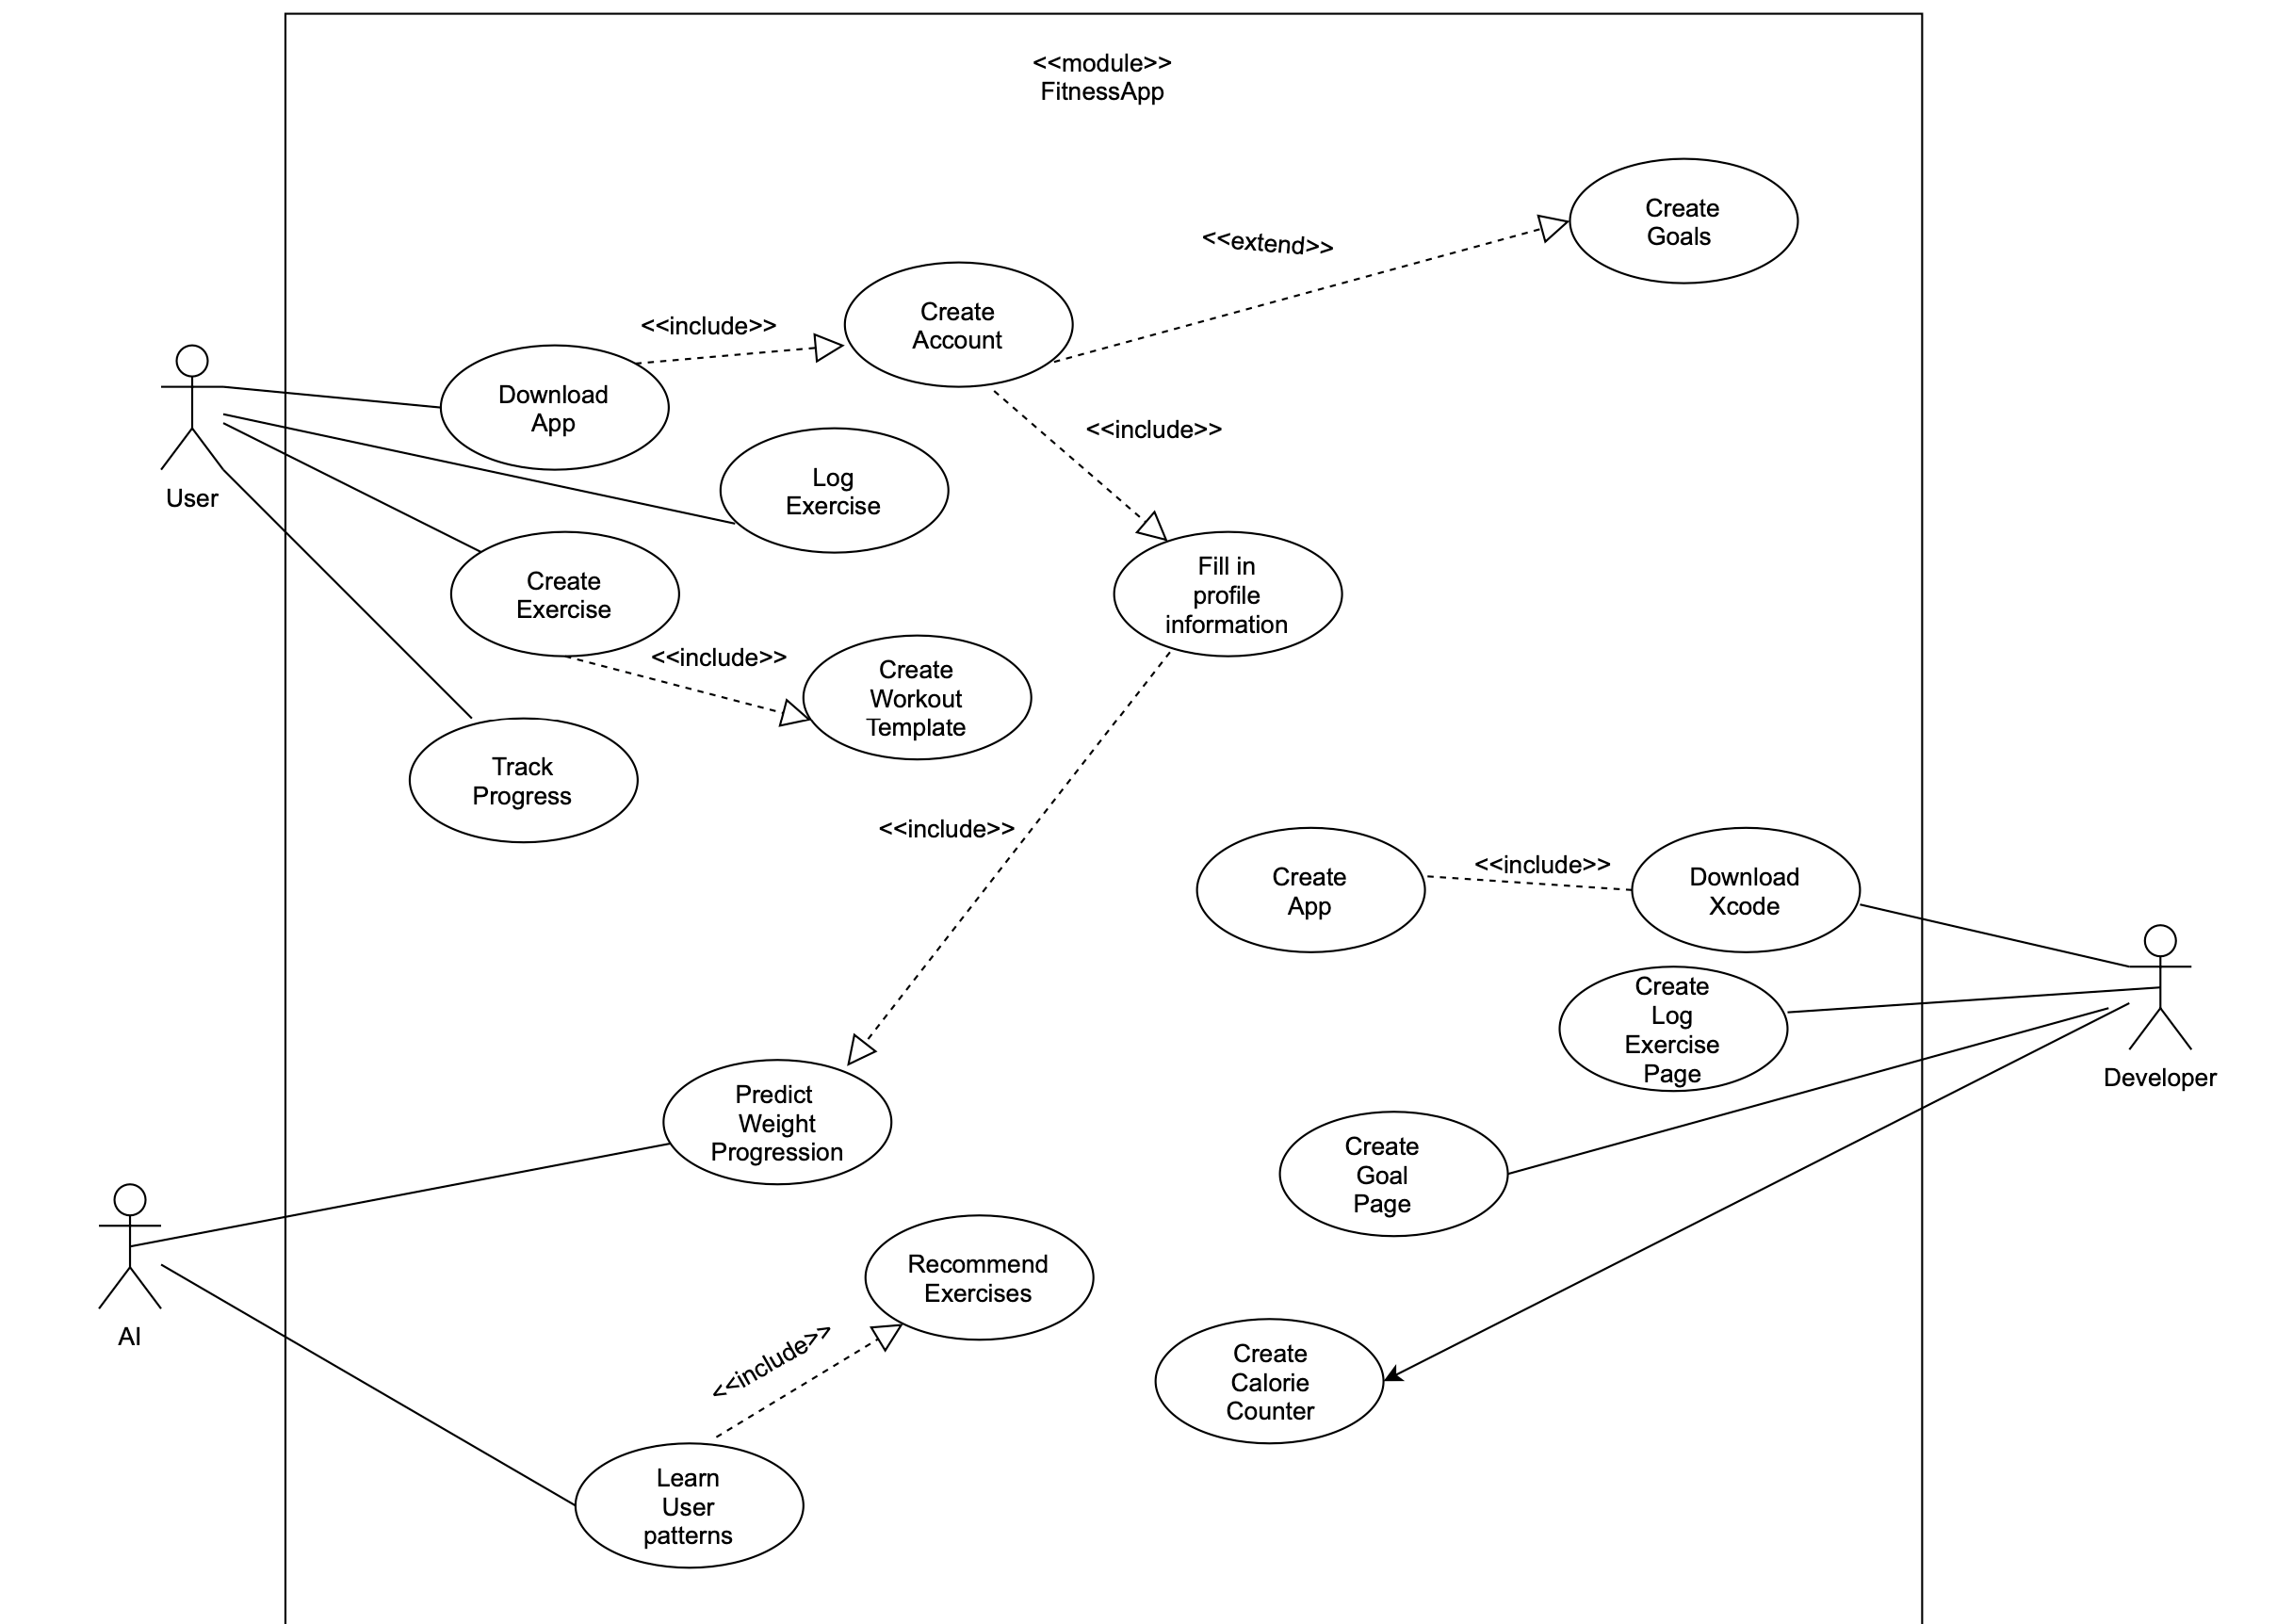 <<module>>
FitnessApp
Create
Goals
<<extend>>
Create
Account
<<include>>
Download
App
<<include>>
User
Log
Exercise
Fill in
profile
information
Create
Exercise
<<include>>
Create
Workout
Template
Track
Progress
<<include>>
Create
App
<<include>>
Download
Xcode
Create
Log
Exercise
Page
Developer
Predict
Weight
Progression
Create
Goal
Page
AI
Recommend
Exercises
<<include>>
Create
Calorie
Counter
Learn
User
patterns